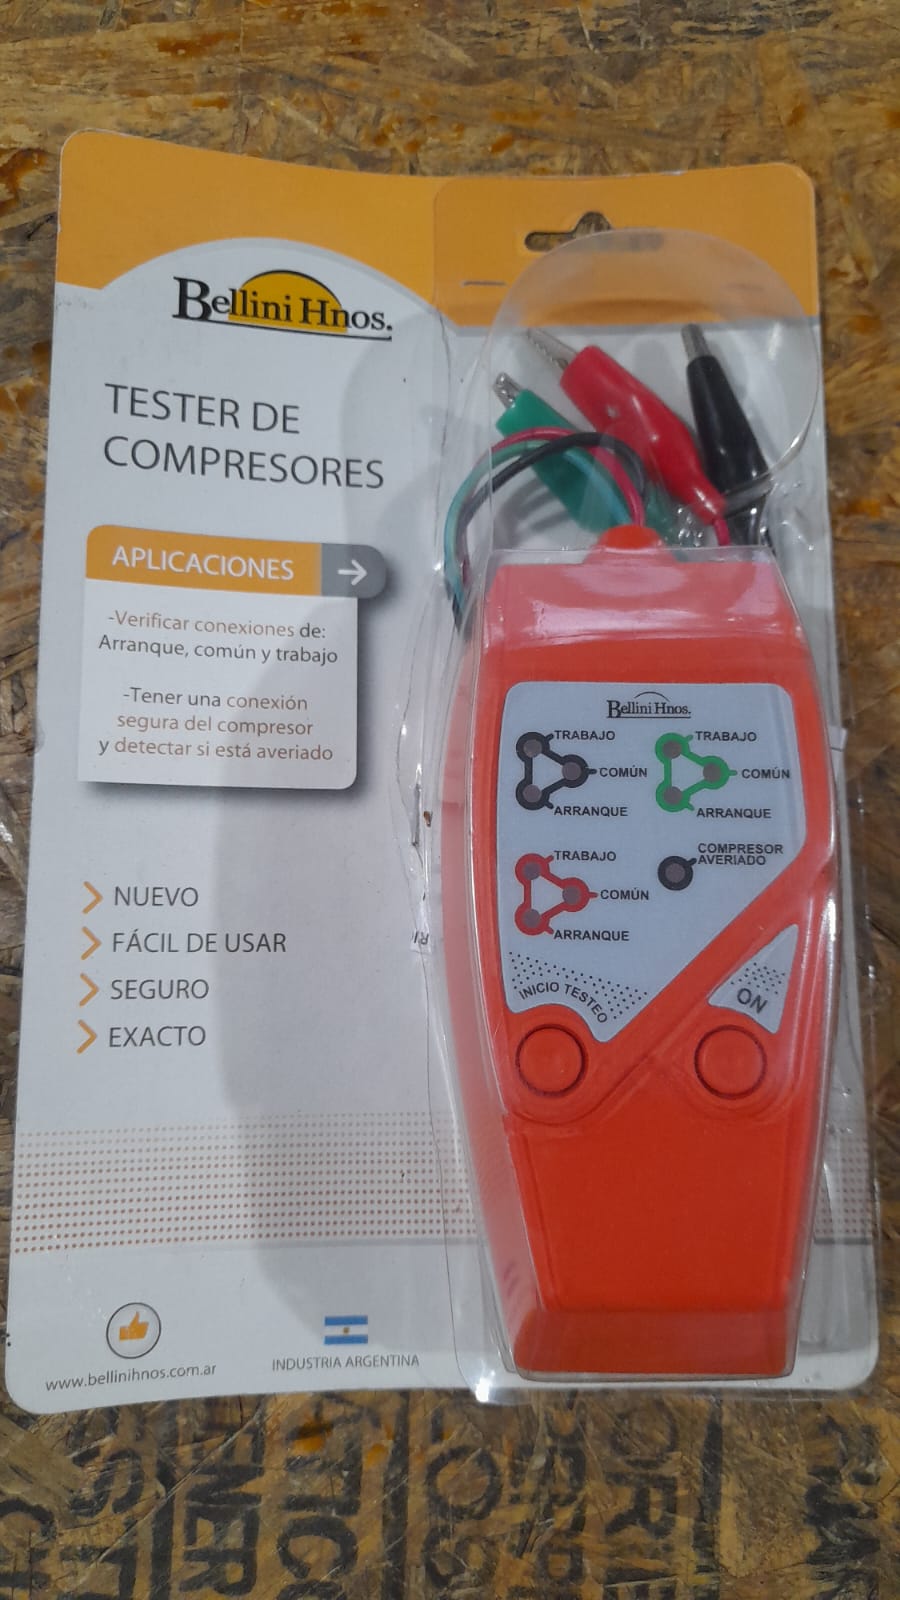 Bellini Hnos.
TESTER DE
COMPRESORES
APLICACIONES
-Verificar conexiones de:
Arranque, común y trabajo
-Tener una conexión
segura del compresor
y detectar si está averiado
NUEVO
FÁCIL DE USAR
SEGURO
EXACTO
www.bellinihnos.com.ar
INDUSTRIA ARGENTINA
Bellini Hnos.
TRABAJO
COMÚN
ARRANQUE
TRABAJO
COMÚN
ARRANQUE
TRABAJO
COMÚN
ARRANQUE
COMPRESOR
AVERIADO
INICIO TESTEO
ON